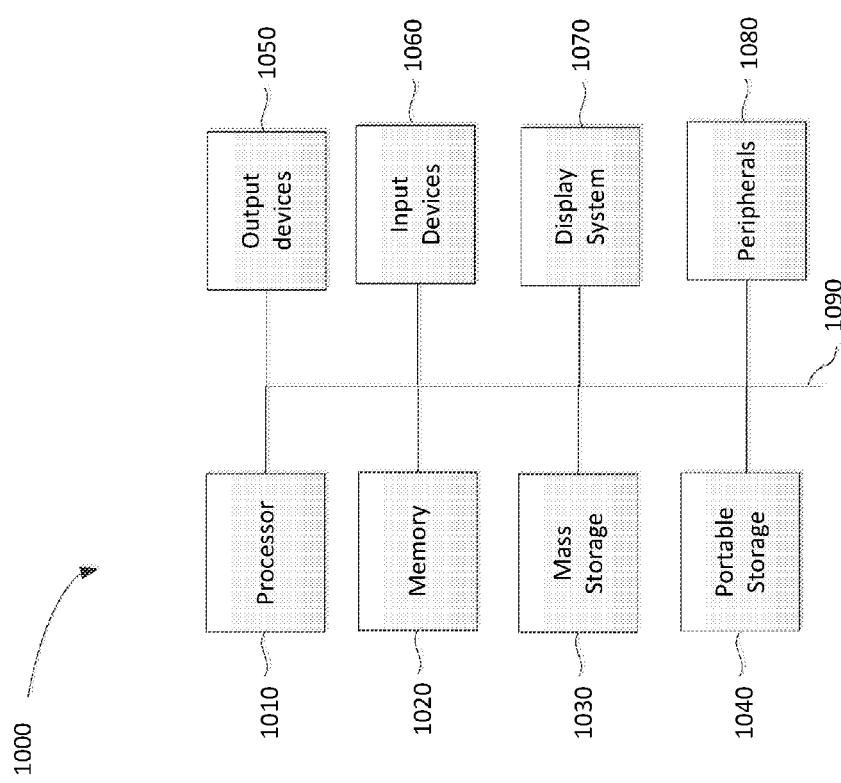 1000
1050
1060
1070
1080
Output
devices
Input
Devices
Display
System
Peripherals
1090
Processor
Memory
Mass
Storage
Portable
Storage
1010
1020
1030
1040